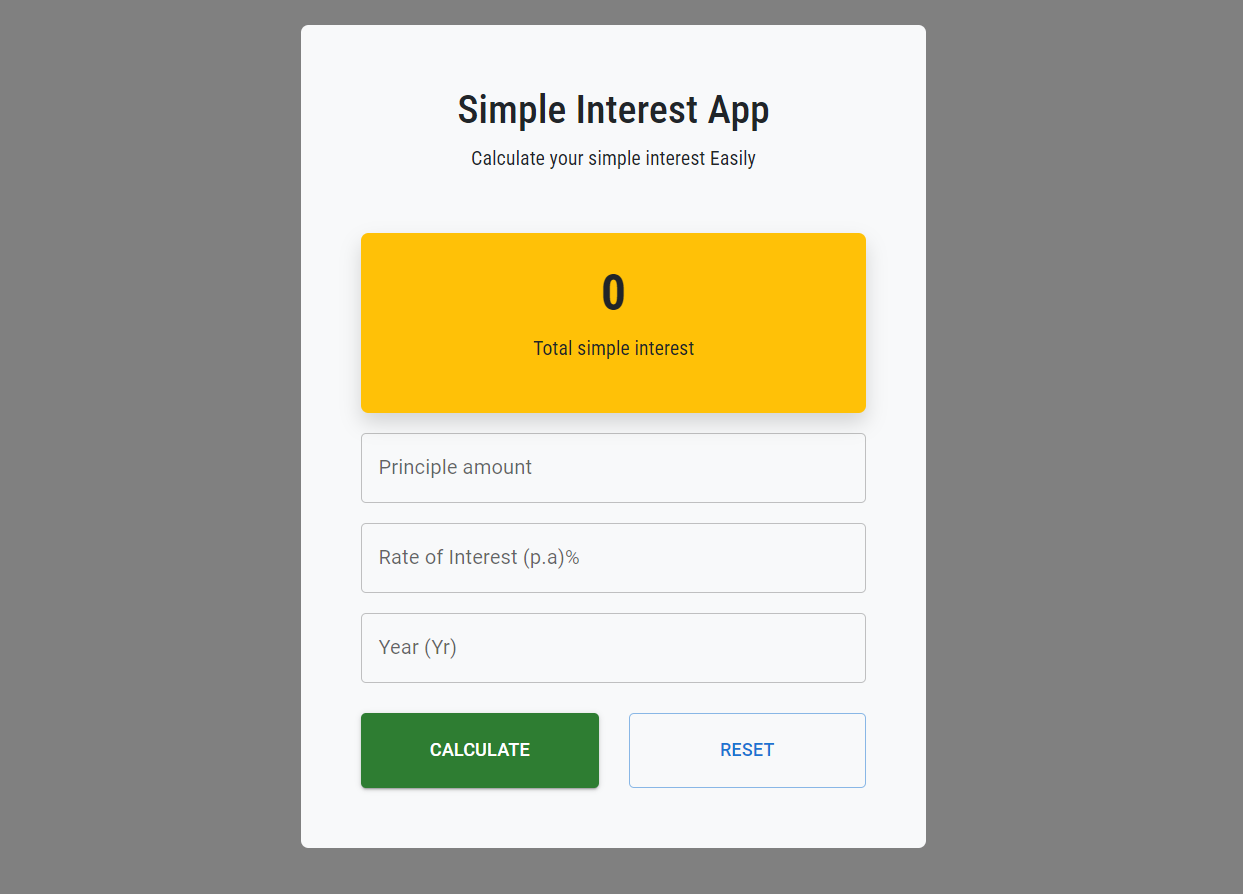 Simple Interest App
Calculate your simple interest Easily
0
Total simple interest
Principle amount
Rate of Interest (p.a)%
Year (Yr)
CALCULATE
RESET